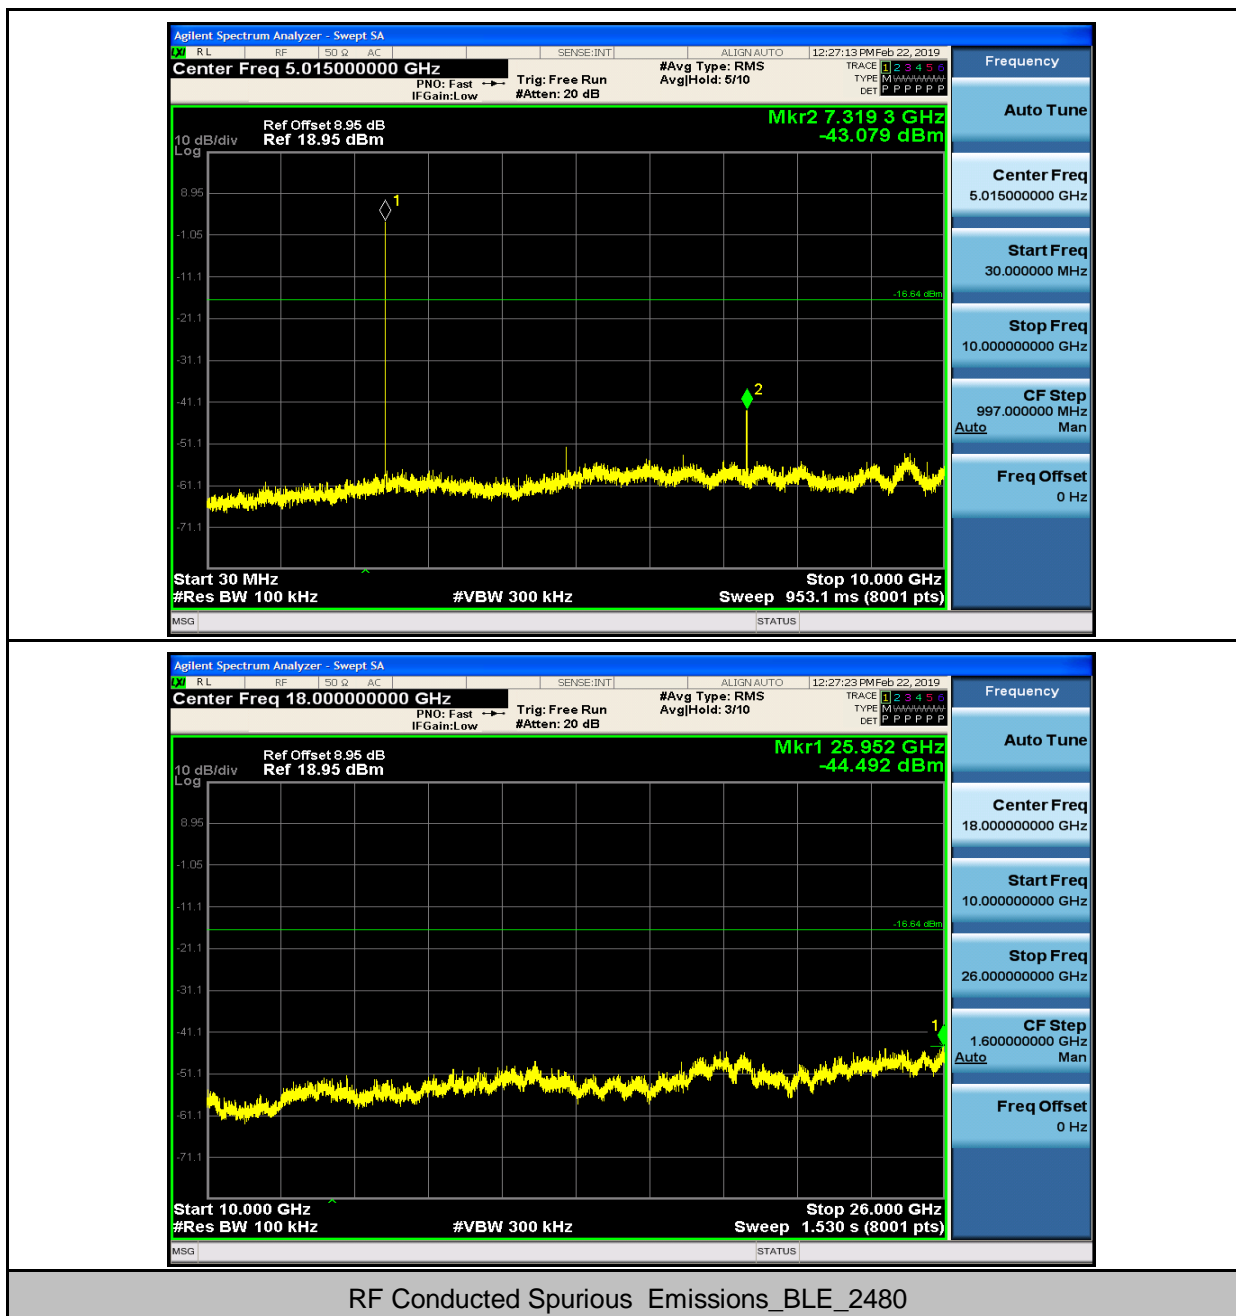 Agilent Spectrum Analyzer - Swept SA
RL RF 50 Ω AC SENSE:INT ALIGN AUTO 12:27:13 PM Feb 22, 2019
Center Freq 5.015000000 GHz #Avg Type: RMS TRACE 1 2 3 4 5 6
PNO: Fast Trig: Free Run Avg|Hold: 5/10 TYPE M
IFGain:Low #Atten: 20 dB DET P P P P P P
Mkr2 7.319 3 GHz
-43.079 dBm
Ref Offset 8.95 dB
10 dB/div Ref 18.95 dBm
Log
1
8.95
-1.05
-11.1
-16.64 dBm
-21.1
-31.1
2
-41.1
-51.1
-61.1
-71.1
Start 30 MHz Stop 10.000 GHz
#Res BW 100 kHz #VBW 300 kHz Sweep 953.1 ms (8001 pts)
MSG STATUS
Frequency
Auto Tune
Center Freq
5.015000000 GHz
Start Freq
30.000000 MHz
Stop Freq
10.000000000 GHz
CF Step
997.000000 MHz
Auto Man
Freq Offset
0 Hz
Agilent Spectrum Analyzer - Swept SA
RL RF 50 Ω AC SENSE:INT ALIGN AUTO 12:27:23 PM Feb 22, 2019
Center Freq 18.000000000 GHz #Avg Type: RMS TRACE 1 2 3 4 5 6
PNO: Fast Trig: Free Run Avg|Hold: 3/10 TYPE M
IFGain:Low #Atten: 20 dB DET P P P P P P
Mkr1 25.952 GHz
-44.492 dBm
Ref Offset 8.95 dB
10 dB/div Ref 18.95 dBm
Log
8.95
-1.05
-11.1
-16.64 dBm
-21.1
-31.1
1
-41.1
-51.1
-61.1
-71.1
Start 10.000 GHz Stop 26.000 GHz
#Res BW 100 kHz #VBW 300 kHz Sweep 1.530 s (8001 pts)
MSG STATUS
Frequency
Auto Tune
Center Freq
18.000000000 GHz
Start Freq
10.000000000 GHz
Stop Freq
26.000000000 GHz
CF Step
1.600000000 GHz
Auto Man
Freq Offset
0 Hz
RF Conducted Spurious Emissions_BLE_2480